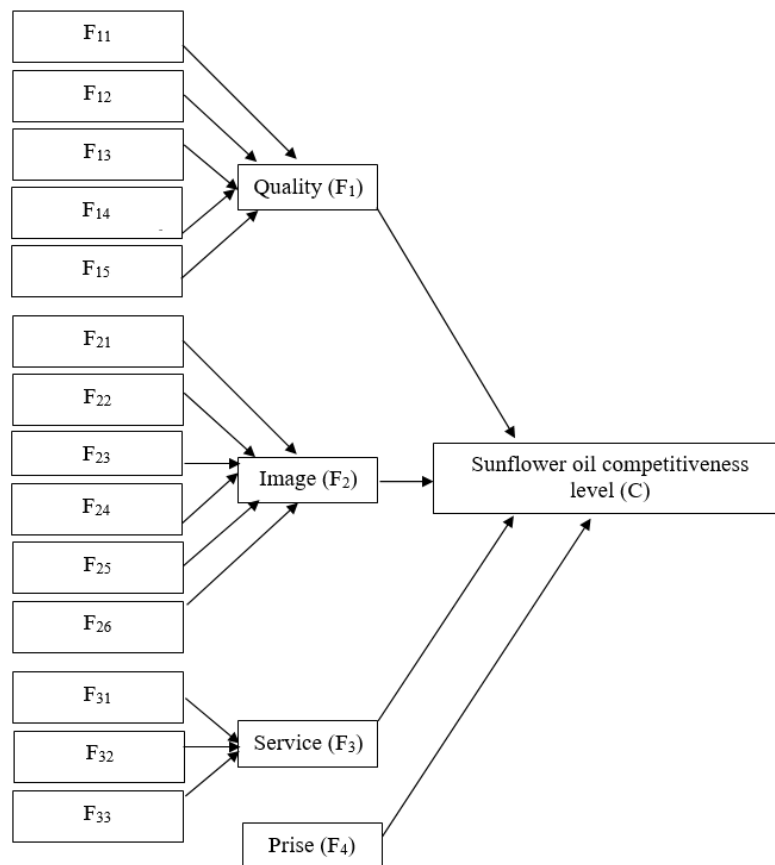 F₁₁
F₁₂
F₁₃
F₁₄
F₁₅
Quality (F₁)
F₂₁
F₂₂
F₂₃
F₂₄
F₂₅
F₂₆
Image (F₂)
Sunflower oil competitiveness
level (C)
F₃₁
F₃₂
F₃₃
Service (F₃)
Prise (F₄)